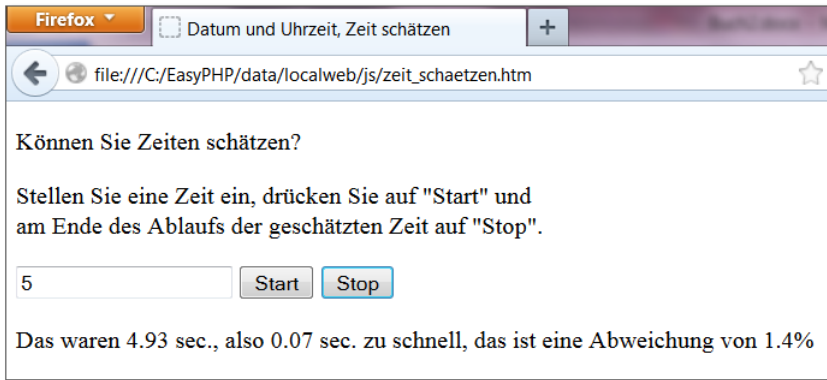 Firefox
Datum und Uhrzeit, Zeit schätzen
file:///C:/EasyPHP/data/localweb/js/zeit_schaetzen.htm
Können Sie Zeiten schätzen?
Stellen Sie eine Zeit ein, drücken Sie auf "Start" und
am Ende des Ablaufs der geschätzten Zeit auf "Stop".
5 Start Stop
Das waren 4.93 sec., also 0.07 sec. zu schnell, das ist eine Abweichung von 1.4%